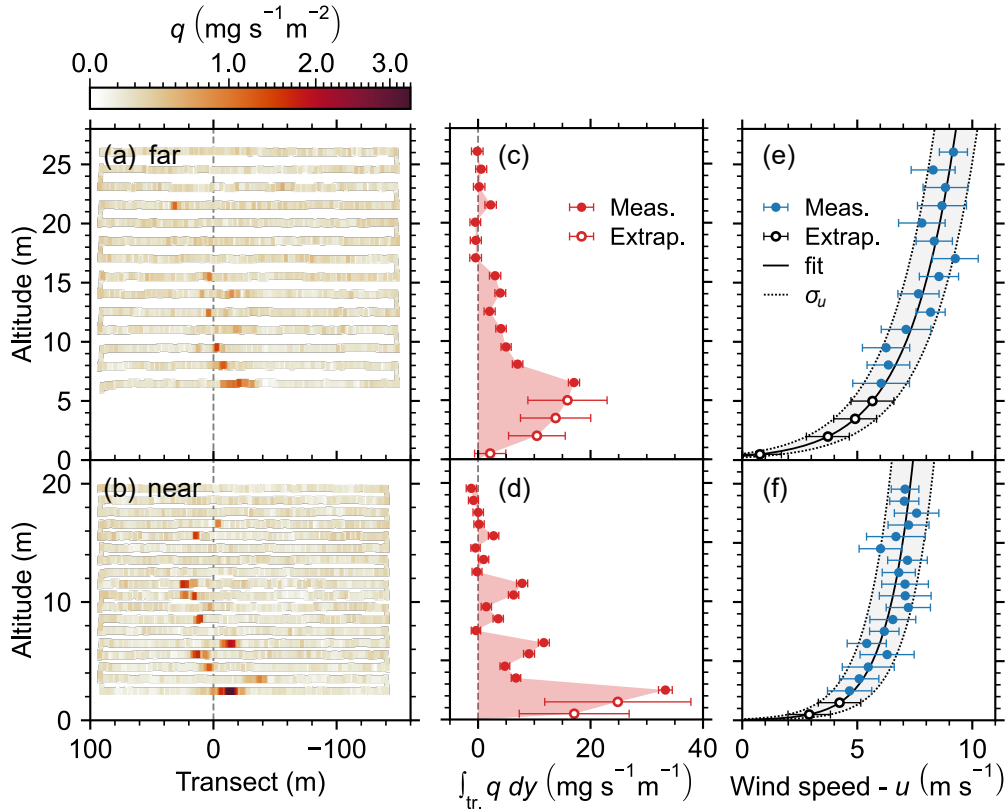 q (mg s⁻¹ m⁻²)
0.0 1.0 2.0 3.0
(a) far
(c)
(e)
Altitude (m)
25
20
15
10
5
0
Meas.
Extrap.
Meas.
Extrap.
fit
σᵤ
(b) near
(d)
(f)
Altitude (m)
20
10
0
100 0 −100
0 20 40
0 5 10
Transect (m)
∫tr. q dy (mg s⁻¹ m⁻¹)
Wind speed - u (m s⁻¹)